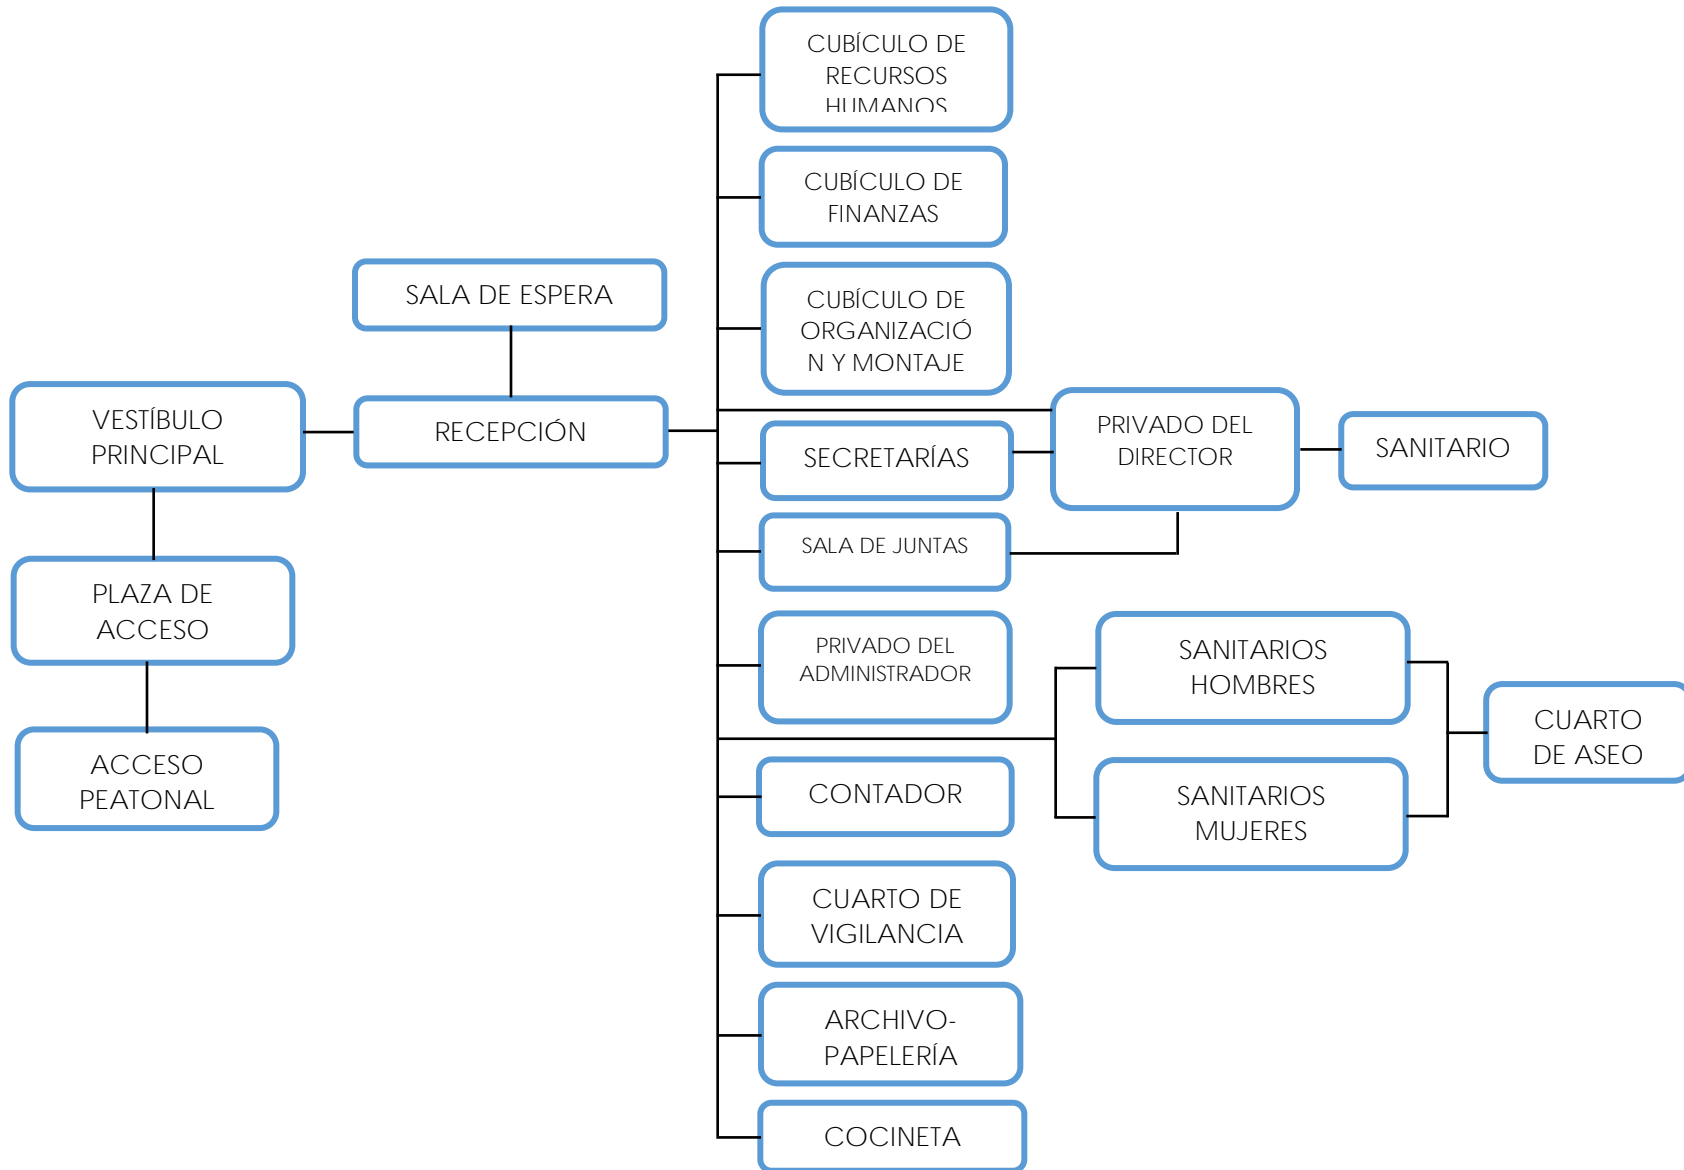 CUBÍCULO DE
RECURSOS
HUMANOS
CUBÍCULO DE
FINANZAS
SALA DE ESPERA
CUBÍCULO DE
ORGANIZACIÓ
N Y MONTAJE
VESTÍBULO
PRINCIPAL
RECEPCIÓN
SECRETARÍAS
PRIVADO DEL
DIRECTOR
SANITARIO
SALA DE JUNTAS
PLAZA DE
ACCESO
PRIVADO DEL
ADMINISTRADOR
SANITARIOS
HOMBRES
CUARTO
DE ASEO
ACCESO
PEATONAL
CONTADOR
SANITARIOS
MUJERES
CUARTO DE
VIGILANCIA
ARCHIVO-
PAPELERÍA
COCINETA